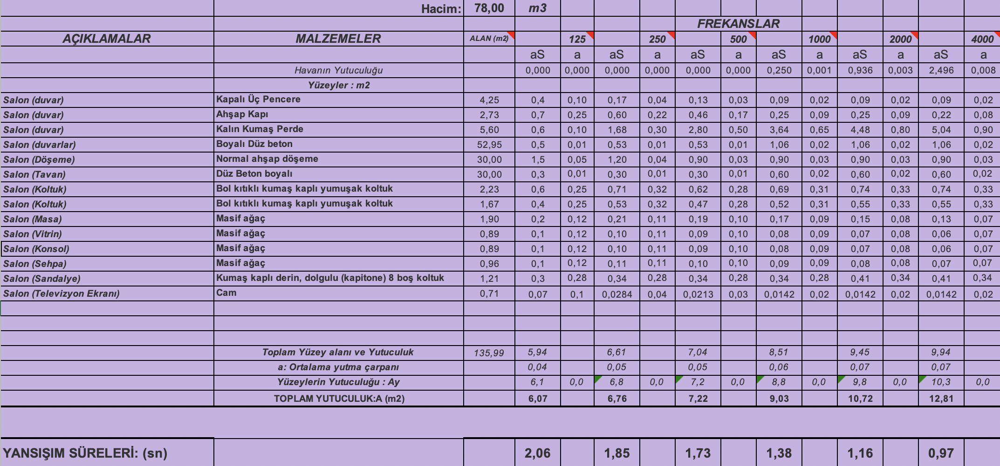 Hacim: 78,00 m3
FREKANSLAR
AÇIKLAMALAR MALZEMELER ALAN (m2) 125 250 500 1000 2000 4000
aS a aS a aS a aS a aS a aS a
Havanın Yutuculuğu 0,000 0,000 0,000 0,000 0,000 0,000 0,250 0,001 0,936 0,003 2,496 0,008
Yüzeyler : m2
Salon (duvar) Kapalı Üç Pencere 4,25 0,4 0,10 0,17 0,04 0,13 0,03 0,09 0,02 0,09 0,02 0,09 0,02
Salon (duvar) Ahşap Kapı 2,73 0,7 0,25 0,60 0,22 0,46 0,17 0,25 0,09 0,25 0,09 0,22 0,08
Salon (duvar) Kalın Kumaş Perde 5,60 0,6 0,10 1,68 0,30 2,80 0,50 3,64 0,65 4,48 0,80 5,04 0,90
Salon (duvarlar) Boyalı Düz beton 52,95 0,5 0,01 0,53 0,01 0,53 0,01 1,06 0,02 1,06 0,02 1,06 0,02
Salon (Döşeme) Normal ahşap döşeme 30,00 1,5 0,05 1,20 0,04 0,90 0,03 0,90 0,03 0,90 0,03 0,90 0,03
Salon (Tavan) Düz Beton boyalı 30,00 0,3 0,01 0,30 0,01 0,30 0,01 0,60 0,02 0,60 0,02 0,60 0,02
Salon (Koltuk) Bol kıtıklı kumaş kaplı yumuşak koltuk 2,23 0,6 0,25 0,71 0,32 0,62 0,28 0,69 0,31 0,74 0,33 0,74 0,33
Salon (Koltuk) Bol kıtıklı kumaş kaplı yumuşak koltuk 1,67 0,4 0,25 0,53 0,32 0,47 0,28 0,52 0,31 0,55 0,33 0,55 0,33
Salon (Masa) Masif ağaç 1,90 0,2 0,12 0,21 0,11 0,19 0,10 0,17 0,09 0,15 0,08 0,13 0,07
Salon (Vitrin) Masif ağaç 0,89 0,1 0,12 0,10 0,11 0,09 0,10 0,08 0,09 0,07 0,08 0,06 0,07
Salon (Konsol) Masif ağaç 0,89 0,1 0,12 0,10 0,11 0,09 0,10 0,08 0,09 0,07 0,08 0,06 0,07
Salon (Sehpa) Masif ağaç 0,96 0,1 0,12 0,11 0,11 0,10 0,10 0,09 0,09 0,08 0,08 0,07 0,07
Salon (Sandalye) Kumaş kaplı derin, dolgulu (kapitone) 8 boş koltuk 1,21 0,3 0,28 0,34 0,28 0,34 0,28 0,34 0,28 0,41 0,34 0,41 0,34
Salon (Televizyon Ekranı) Cam 0,71 0,07 0,1 0,0284 0,04 0,0213 0,03 0,0142 0,02 0,0142 0,02 0,0142 0,02
Toplam Yüzey alanı ve Yutuculuk 135,99 5,94 6,61 7,04 8,51 9,45 9,94
a: Ortalama yutma çarpanı 0,04 0,05 0,05 0,06 0,07 0,07
Yüzeylerin Yutuculuğu : Ay 6,1 0,0 6,8 0,0 7,2 0,0 8,8 0,0 9,8 0,0 10,3 0,0
TOPLAM YUTUCULUK:A (m2) 6,07 6,76 7,22 9,03 10,72 12,81
YANSIŞIM SÜRELERİ: (sn) 2,06 1,85 1,73 1,38 1,16 0,97